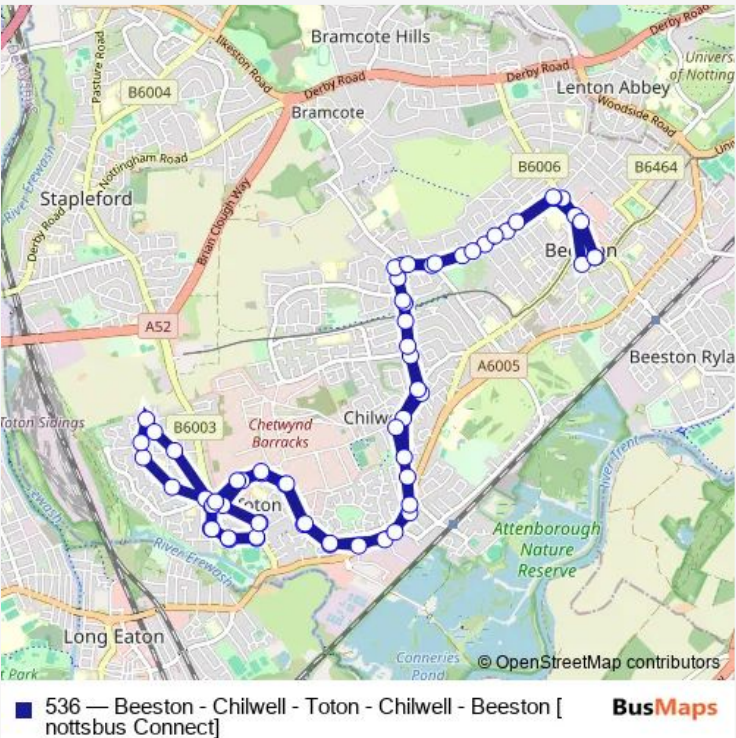 Bramcote Hills
Derby Road
Ilkeston Road
Pasture Road
Univers
of Notting
Derby Road
Derby Road
Lenton Abbey
B6004
Woodside Road
Bramcote
Nottingham Road
B6006
B6464
River Erewash
Stapleford
Derby Road
Brian Clough Way
A52
Beeston Ryla
A6005
Toton Sidings
B6003
Chetwynd
Barracks
Chilw
River Trent
oton
Attenborough
Nature
Reserve
River Erewash
Long Eaton
Conneries
Pond
t Park
© OpenStreetMap contributors
536 — Beeston - Chilwell - Toton - Chilwell - Beeston [
nottsbus Connect]
BusMaps